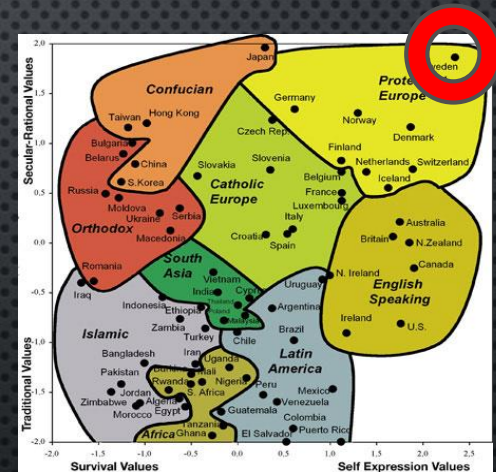 2.0
1.5
1.0
0.5
0.0
-0.5
-1.0
-1.5
-2.0
Secular-Rational Values
Traditional Values
Confucian
Japan
Hong Kong
Taiwan
Bulgaria
Belarus
China
S.Korea
Russia
Moldova
Ukraine
Serbia
Orthodox
Macedonia
Romania
Iraq
Germany
Czech Rep.
Slovakia
Slovenia
Catholic
Europe
Belgium
France
Luxembourg
Italy
Croatia
Spain
Europe
Norway
Denmark
Finland
Netherlands
Switzerland
Iceland
Australia
Britain
N.Zealand
Canada
N. Ireland
English
Speaking
Ireland
U.S.
South
Asia
Vietnam
India
Thailand
Poland
Malaysia
Indonesia
Ethiopia
Zambia
Turkey
Islamic
Iran
Bangladesh
Pakistan
Jordan
Zimbabwe
Algeria
Morocco
Egypt
Mali
Rwanda
S. Africa
Uganda
Nigeria
Tanzania
Africa
Ghana
Uruguay
Argentina
Chile
Brazil
Latin
America
Peru
Mexico
Venezuela
Guatemala
Colombia
El Salvador
Puerto Rico
-2.0
-1.5
-1.0
-0.5
0.0
0.5
1.0
1.5
2.0
Survival Values
Self Expression Values